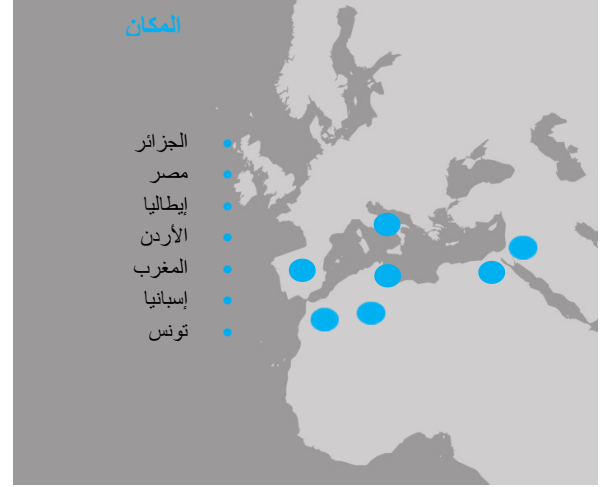 المكان
الجزائر
مصر
إيطاليا
الأردن
المغرب
إسبانيا
تونس